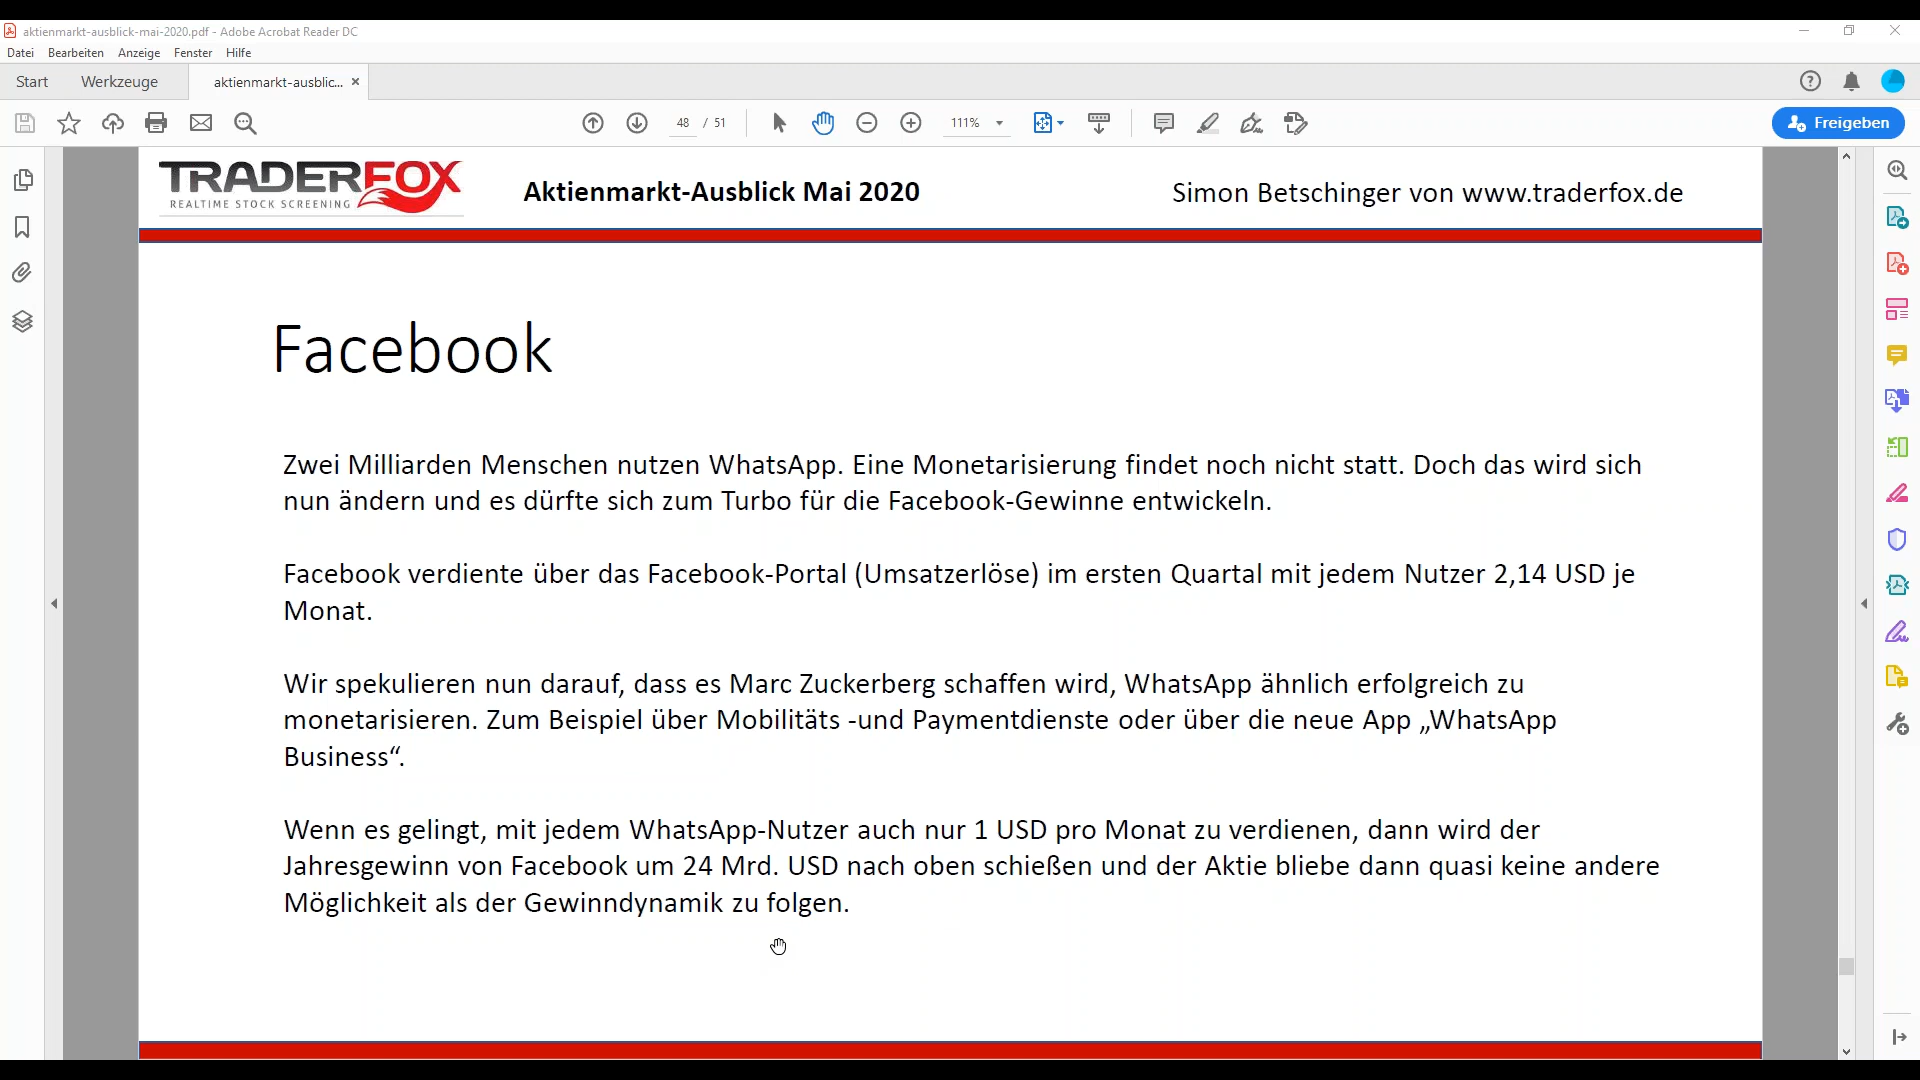 aktienmarkt-ausblick-mai-2020.pdf - Adobe Acrobat Reader DC
Datei Bearbeiten Anzeige Fenster Hilfe
Start Werkzeuge aktienmarkt-ausblic... ×
48 / 51 111% Freigeben
TRADERFOX
REALTIME STOCK SCREENING
Aktienmarkt-Ausblick Mai 2020
Simon Betschinger von www.traderfox.de
Facebook
Zwei Milliarden Menschen nutzen WhatsApp. Eine Monetarisierung findet noch nicht statt. Doch das wird sich
nun ändern und es dürfte sich zum Turbo für die Facebook-Gewinne entwickeln.
Facebook verdiente über das Facebook-Portal (Umsatzerlöse) im ersten Quartal mit jedem Nutzer 2,14 USD je
Monat.
Wir spekulieren nun darauf, dass es Marc Zuckerberg schaffen wird, WhatsApp ähnlich erfolgreich zu
monetarisieren. Zum Beispiel über Mobilitäts -und Paymentdienste oder über die neue App „WhatsApp
Business“.
Wenn es gelingt, mit jedem WhatsApp-Nutzer auch nur 1 USD pro Monat zu verdienen, dann wird der
Jahresgewinn von Facebook um 24 Mrd. USD nach oben schießen und der Aktie bliebe dann quasi keine andere
Möglichkeit als der Gewinndynamik zu folgen.